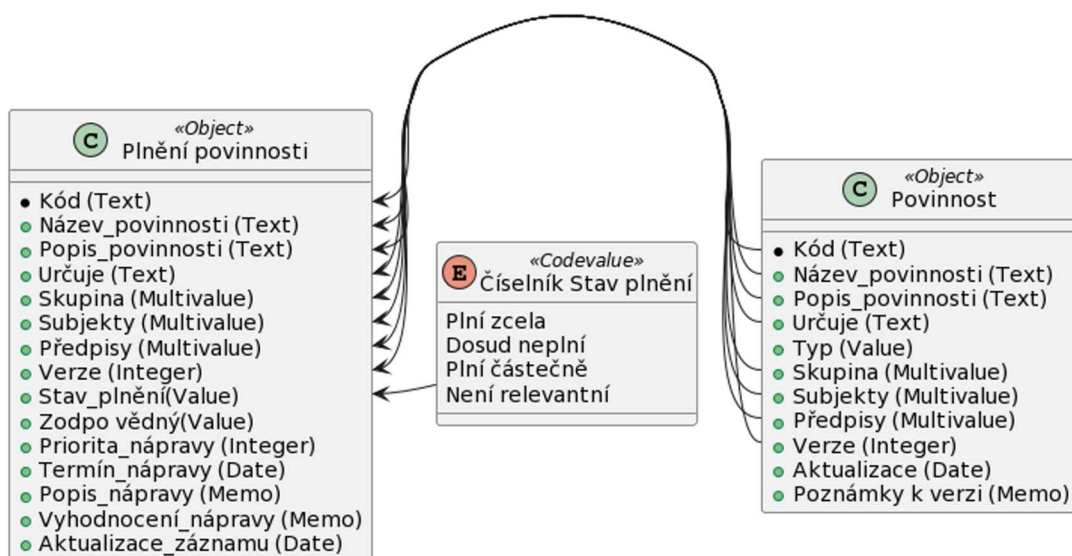 C
«Object»
Plnění povinnosti
Kód (Text)
Název_povinnosti (Text)
Popis_povinnosti (Text)
Určuje (Text)
Skupina (Multivalue)
Subjekty (Multivalue)
Předpisy (Multivalue)
Verze (Integer)
Stav_plnění(Value)
Zodpo vědný(Value)
Priorita_nápravy (Integer)
Termín_nápravy (Date)
Popis_nápravy (Memo)
Vyhodnocení_nápravy (Memo)
Aktualizace_záznamu (Date)
E
«Codevalue»
Číselník Stav plnění
Plní zcela
Dosud neplní
Plní částečně
Není relevantní
C
«Object»
Povinnost
Kód (Text)
Název_povinnosti (Text)
Popis_povinnosti (Text)
Určuje (Text)
Typ (Value)
Skupina (Multivalue)
Subjekty (Multivalue)
Předpisy (Multivalue)
Verze (Integer)
Aktualizace (Date)
Poznámky k verzi (Memo)